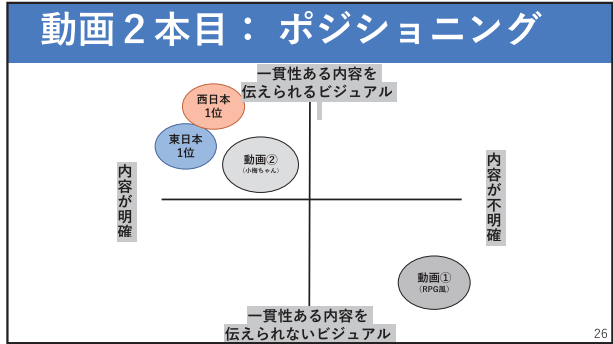 動画２本目： ポジショニング
一貫性ある内容を
伝えられるビジュアル
西日本
1位
東日本
1位
動画②
（小梅ちゃん）
内容が明確
内容が不明確
動画①
（RPG風）
一貫性ある内容を
伝えられないビジュアル
26